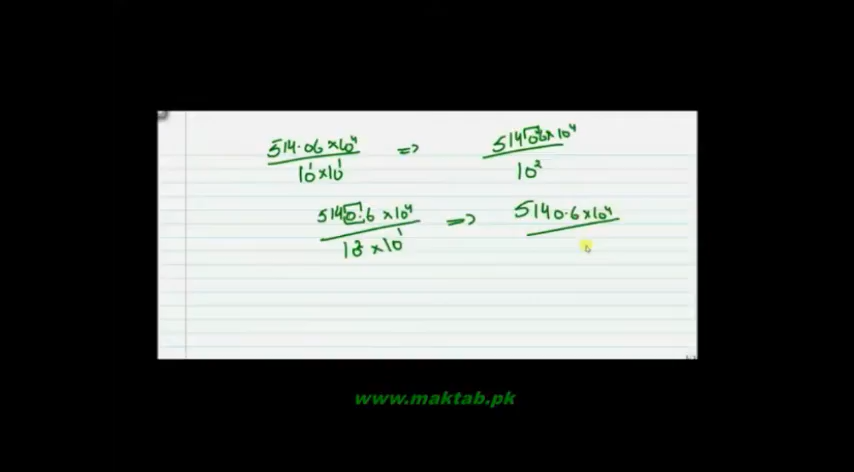 514.06 × 10⁴ / 10¹ × 10¹ => 514.06 × 10⁴ / 10²
5140.6 × 10⁴ / 10² × 10¹ => 5140.6 × 10⁴
www.maktab.pk